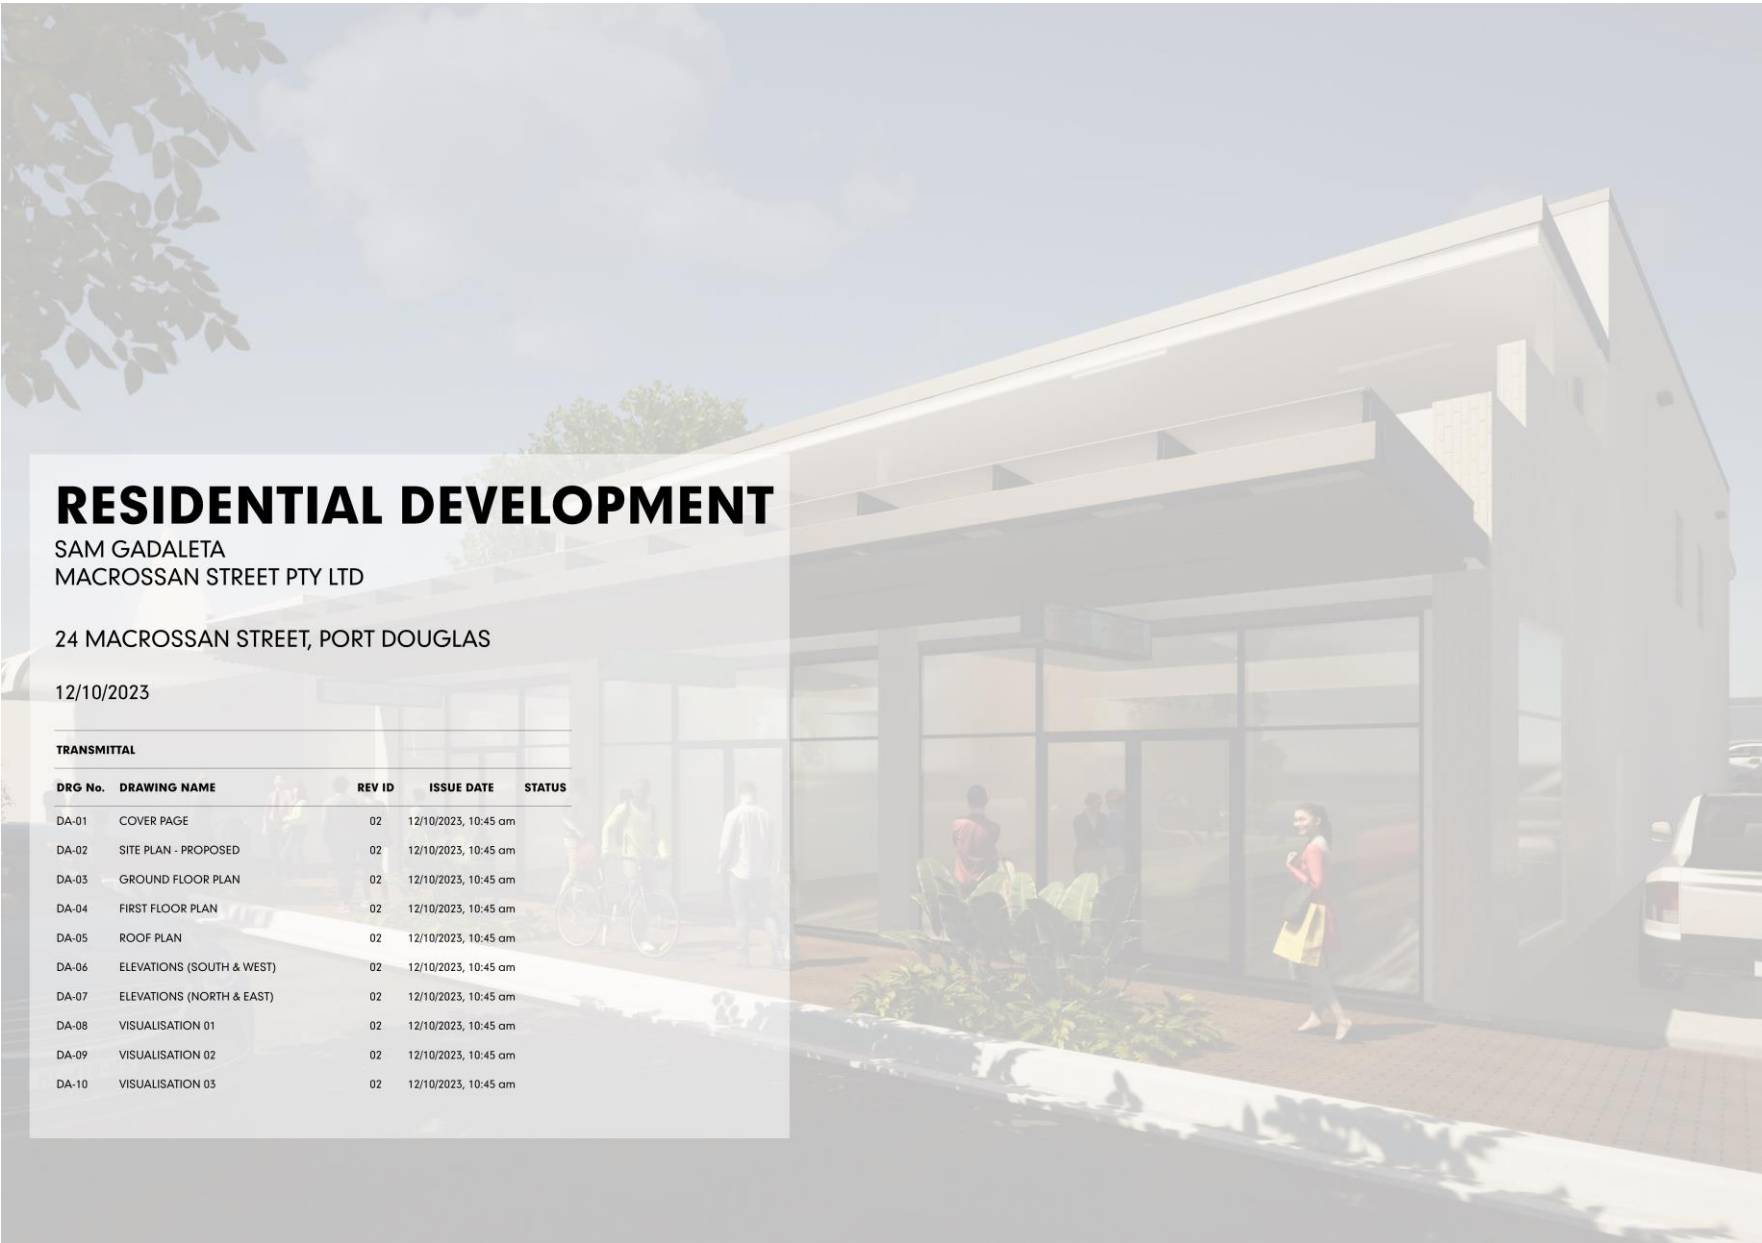 RESIDENTIAL DEVELOPMENT
SAM GADALETA
MACROSSAN STREET PTY LTD
24 MACROSSAN STREET, PORT DOUGLAS
12/10/2023
TRANSMITTAL
DRG No. DRAWING NAME REV ID ISSUE DATE STATUS
DA-01 COVER PAGE 02 12/10/2023, 10:45 am
DA-02 SITE PLAN - PROPOSED 02 12/10/2023, 10:45 am
DA-03 GROUND FLOOR PLAN 02 12/10/2023, 10:45 am
DA-04 FIRST FLOOR PLAN 02 12/10/2023, 10:45 am
DA-05 ROOF PLAN 02 12/10/2023, 10:45 am
DA-06 ELEVATIONS (SOUTH & WEST) 02 12/10/2023, 10:45 am
DA-07 ELEVATIONS (NORTH & EAST) 02 12/10/2023, 10:45 am
DA-08 VISUALISATION 01 02 12/10/2023, 10:45 am
DA-09 VISUALISATION 02 02 12/10/2023, 10:45 am
DA-10 VISUALISATION 03 02 12/10/2023, 10:45 am